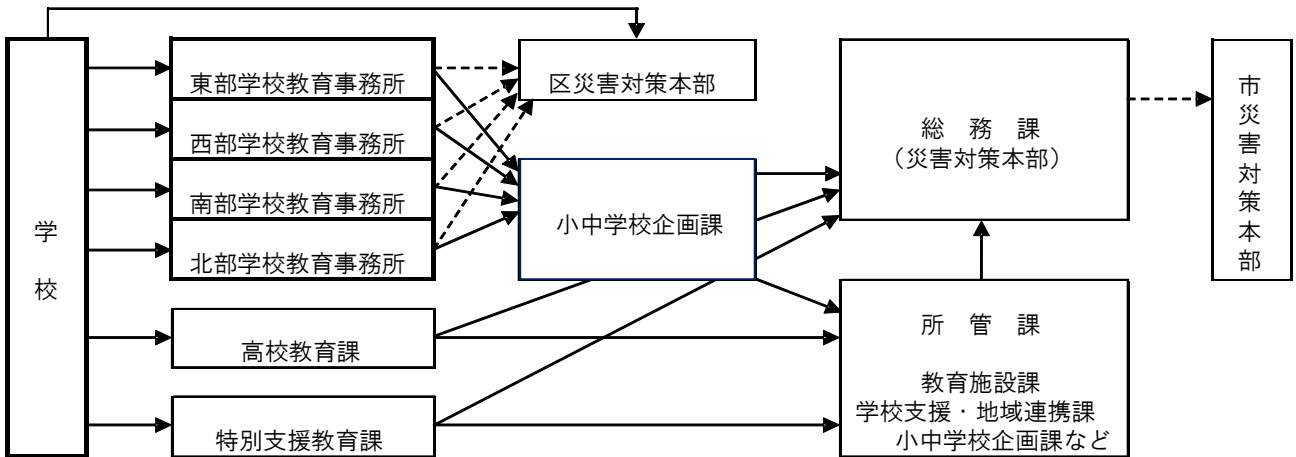 学校
東部学校教育事務所
西部学校教育事務所
南部学校教育事務所
北部学校教育事務所
高校教育課
特別支援教育課
区災害対策本部
小中学校企画課
総務課
（災害対策本部）
所管課
教育施設課
学校支援・地域連携課
小中学校企画課など
市災害対策本部